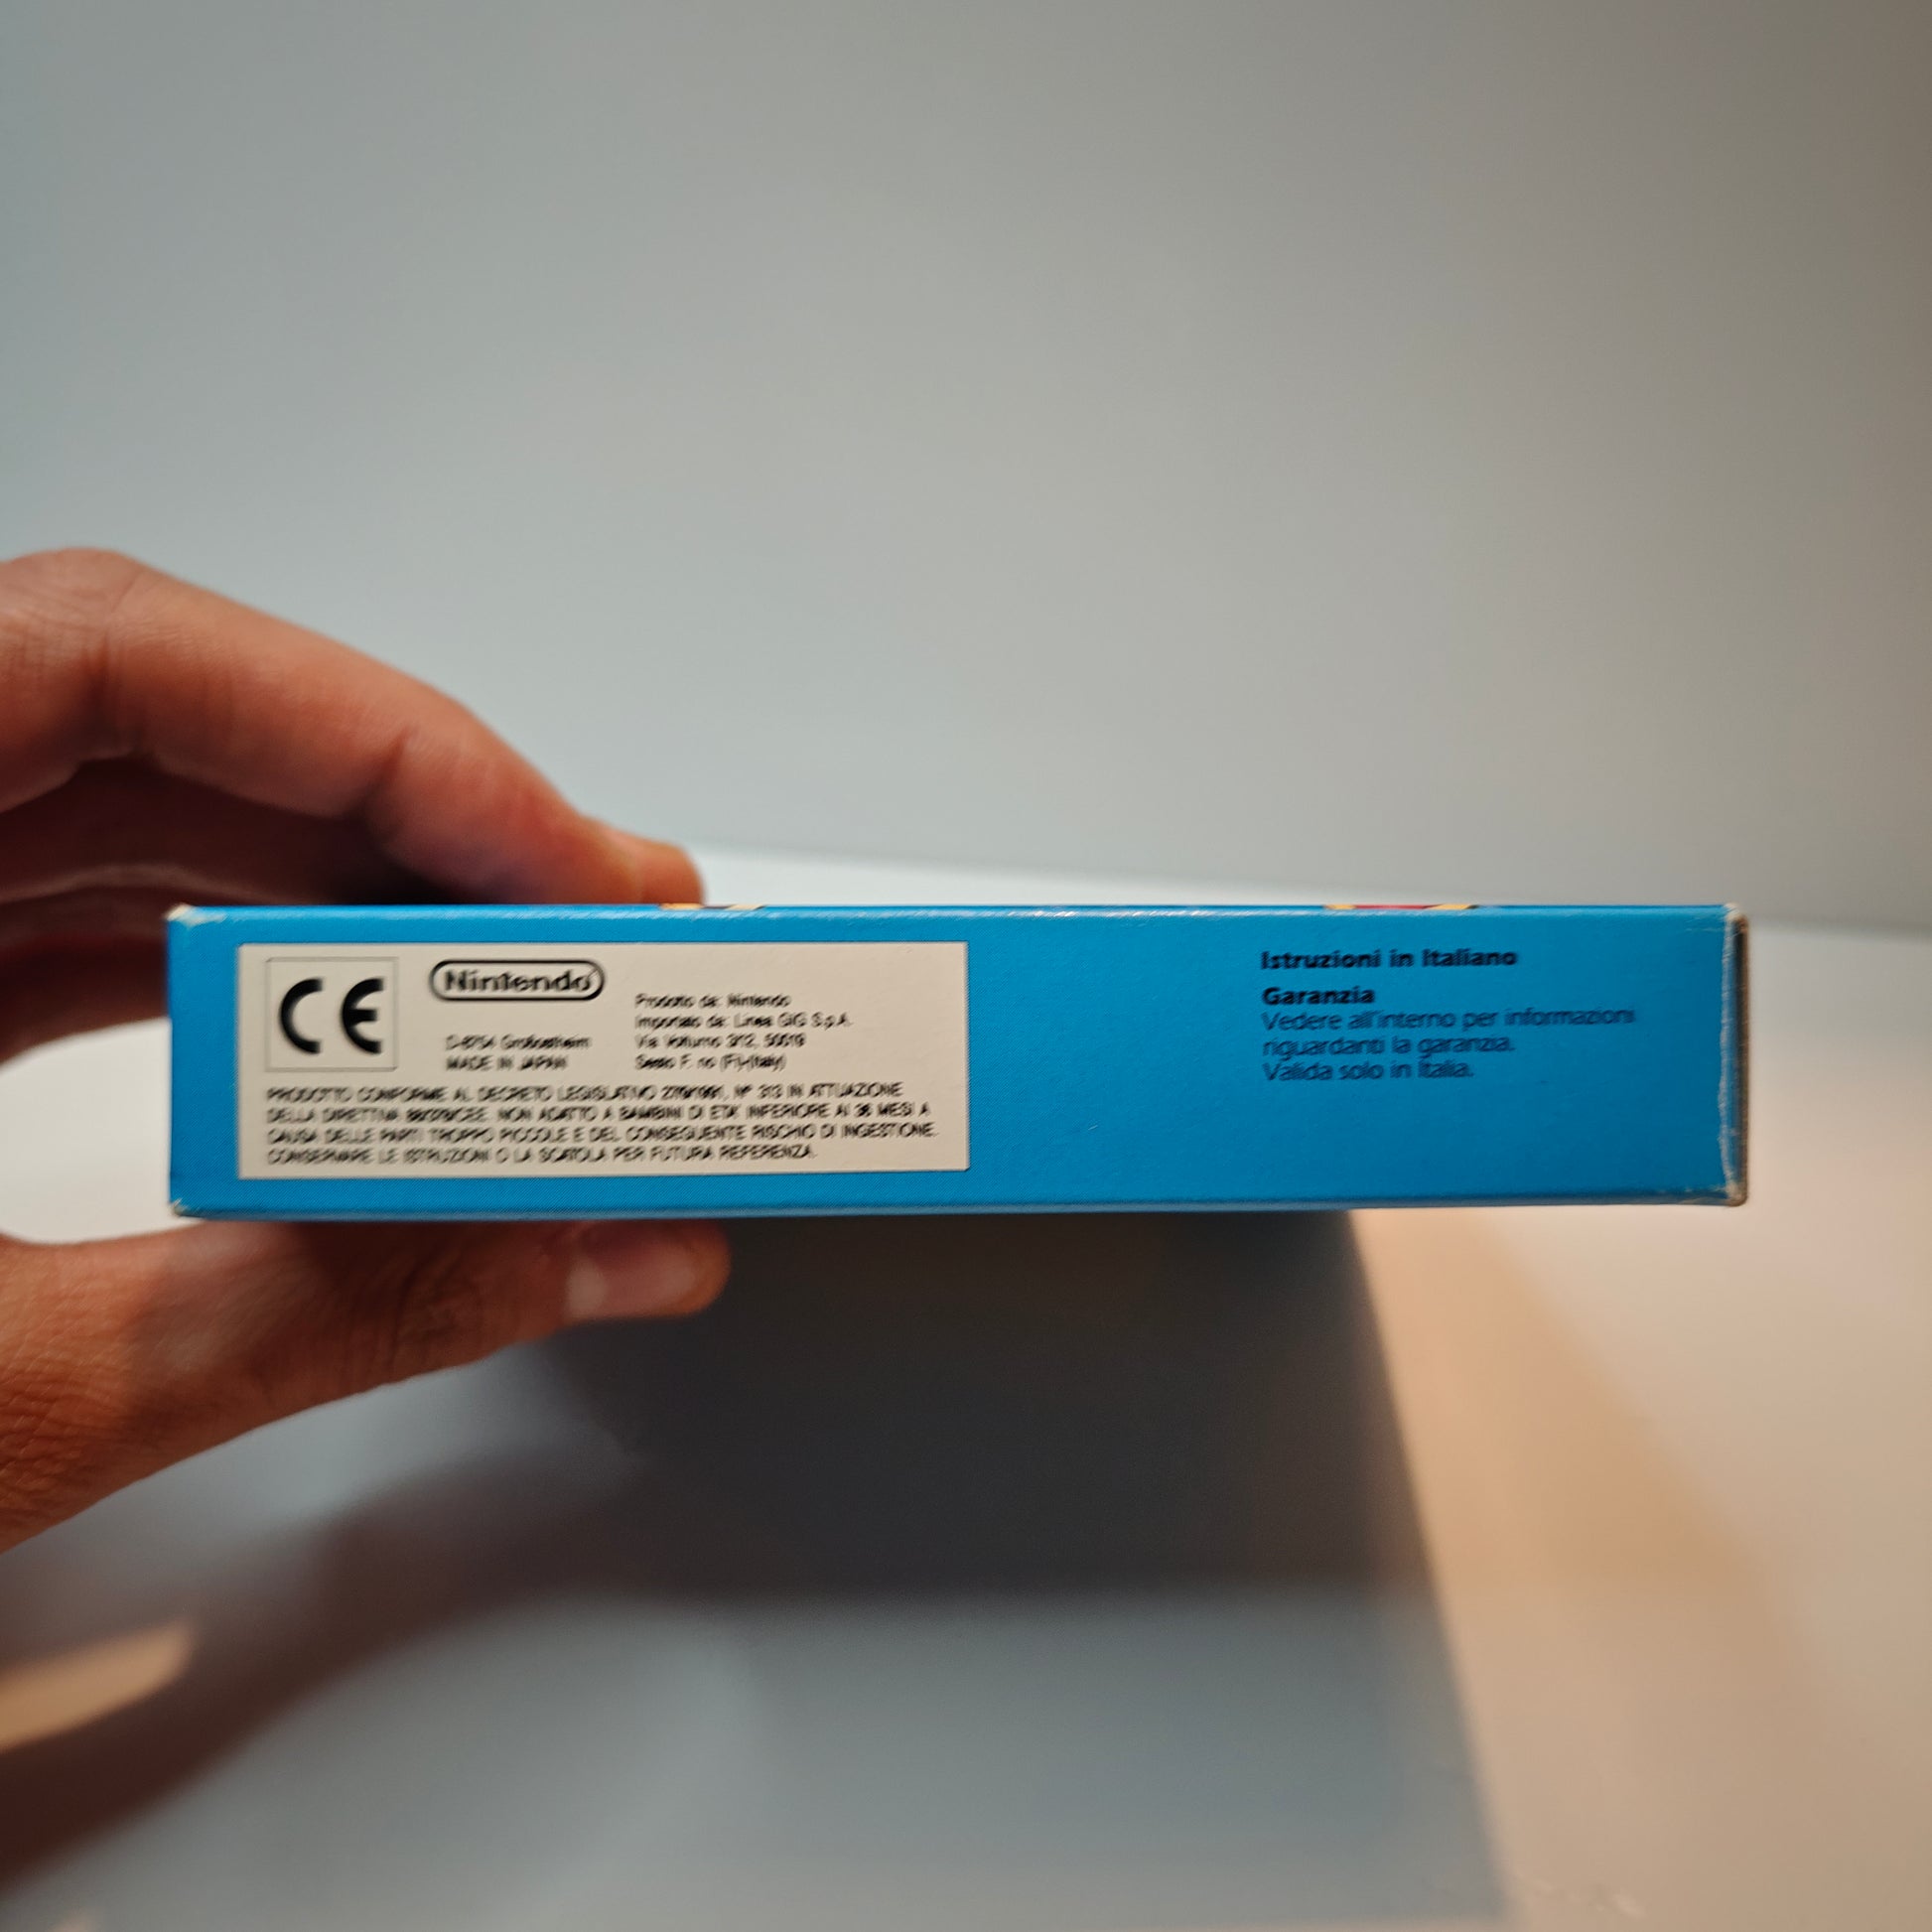 CE
Nintendo
D-8754 Großostheim
MADE IN JAPAN
Prodotto da: Nintendo
Importato da: Linea GIG S.p.A.
Via Volturno 3/12, 50019
Sesto F. no (FI)-(Italy)
PRODOTTO CONFORME AL DECRETO LEGISLATIVO 27/9/1991, Nº 313 IN ATTUAZIONE
DELLA DIRETTIVA 88/378/CEE. NON ADATTO A BAMBINI DI ETA' INFERIORE AI 36 MESI A
CAUSA DELLE PARTI TROPPO PICCOLE E DEL CONSEGUENTE RISCHIO DI INGESTIONE.
CONSERVARE LE ISTRUZIONI O LA SCATOLA PER FUTURA REFERENZA.
Istruzioni in Italiano
Garanzia
Vedere all'interno per informazioni
riguardanti la garanzia.
Valida solo in Italia.